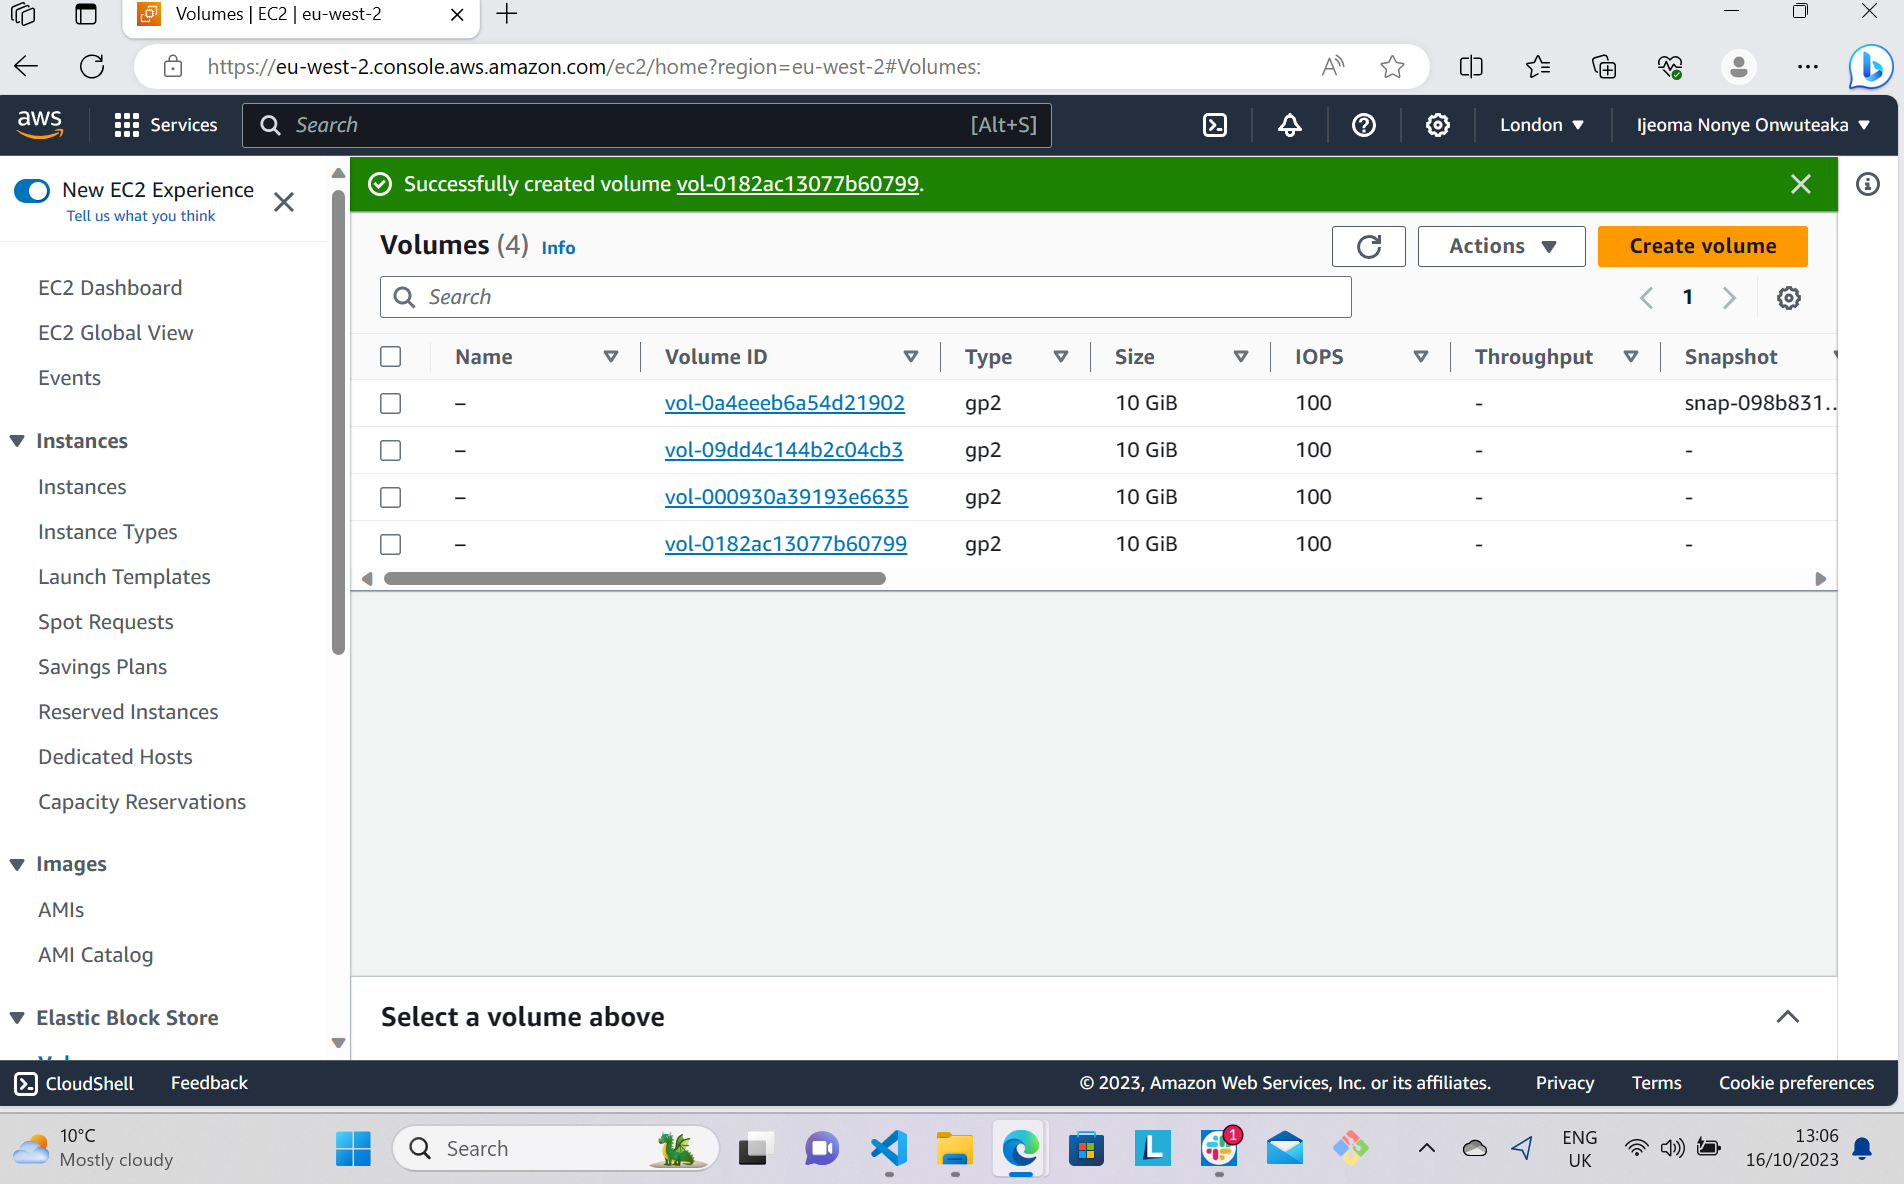 Volumes | EC2 | eu-west-2
https://eu-west-2.console.aws.amazon.com/ec2/home?region=eu-west-2#Volumes:
aws Services Search [Alt+S] London Ijeoma Nonye Onwuteaka
New EC2 Experience
Tell us what you think
EC2 Dashboard
EC2 Global View
Events
Instances
Instances
Instance Types
Launch Templates
Spot Requests
Savings Plans
Reserved Instances
Dedicated Hosts
Capacity Reservations
Images
AMIs
AMI Catalog
Elastic Block Store
Successfully created volume vol-0182ac13077b60799.
Volumes (4) Info Actions Create volume
Search 1
Name Volume ID Type Size IOPS Throughput Snapshot
– vol-0a4eeeb6a54d21902 gp2 10 GiB 100 - snap-098b831...
– vol-09dd4c144b2c04cb3 gp2 10 GiB 100 - -
– vol-000930a39193e6635 gp2 10 GiB 100 - -
– vol-0182ac13077b60799 gp2 10 GiB 100 - -
Select a volume above
CloudShell Feedback © 2023, Amazon Web Services, Inc. or its affiliates. Privacy Terms Cookie preferences
10°C
Mostly cloudy
Search
1
ENG
UK
13:06
16/10/2023